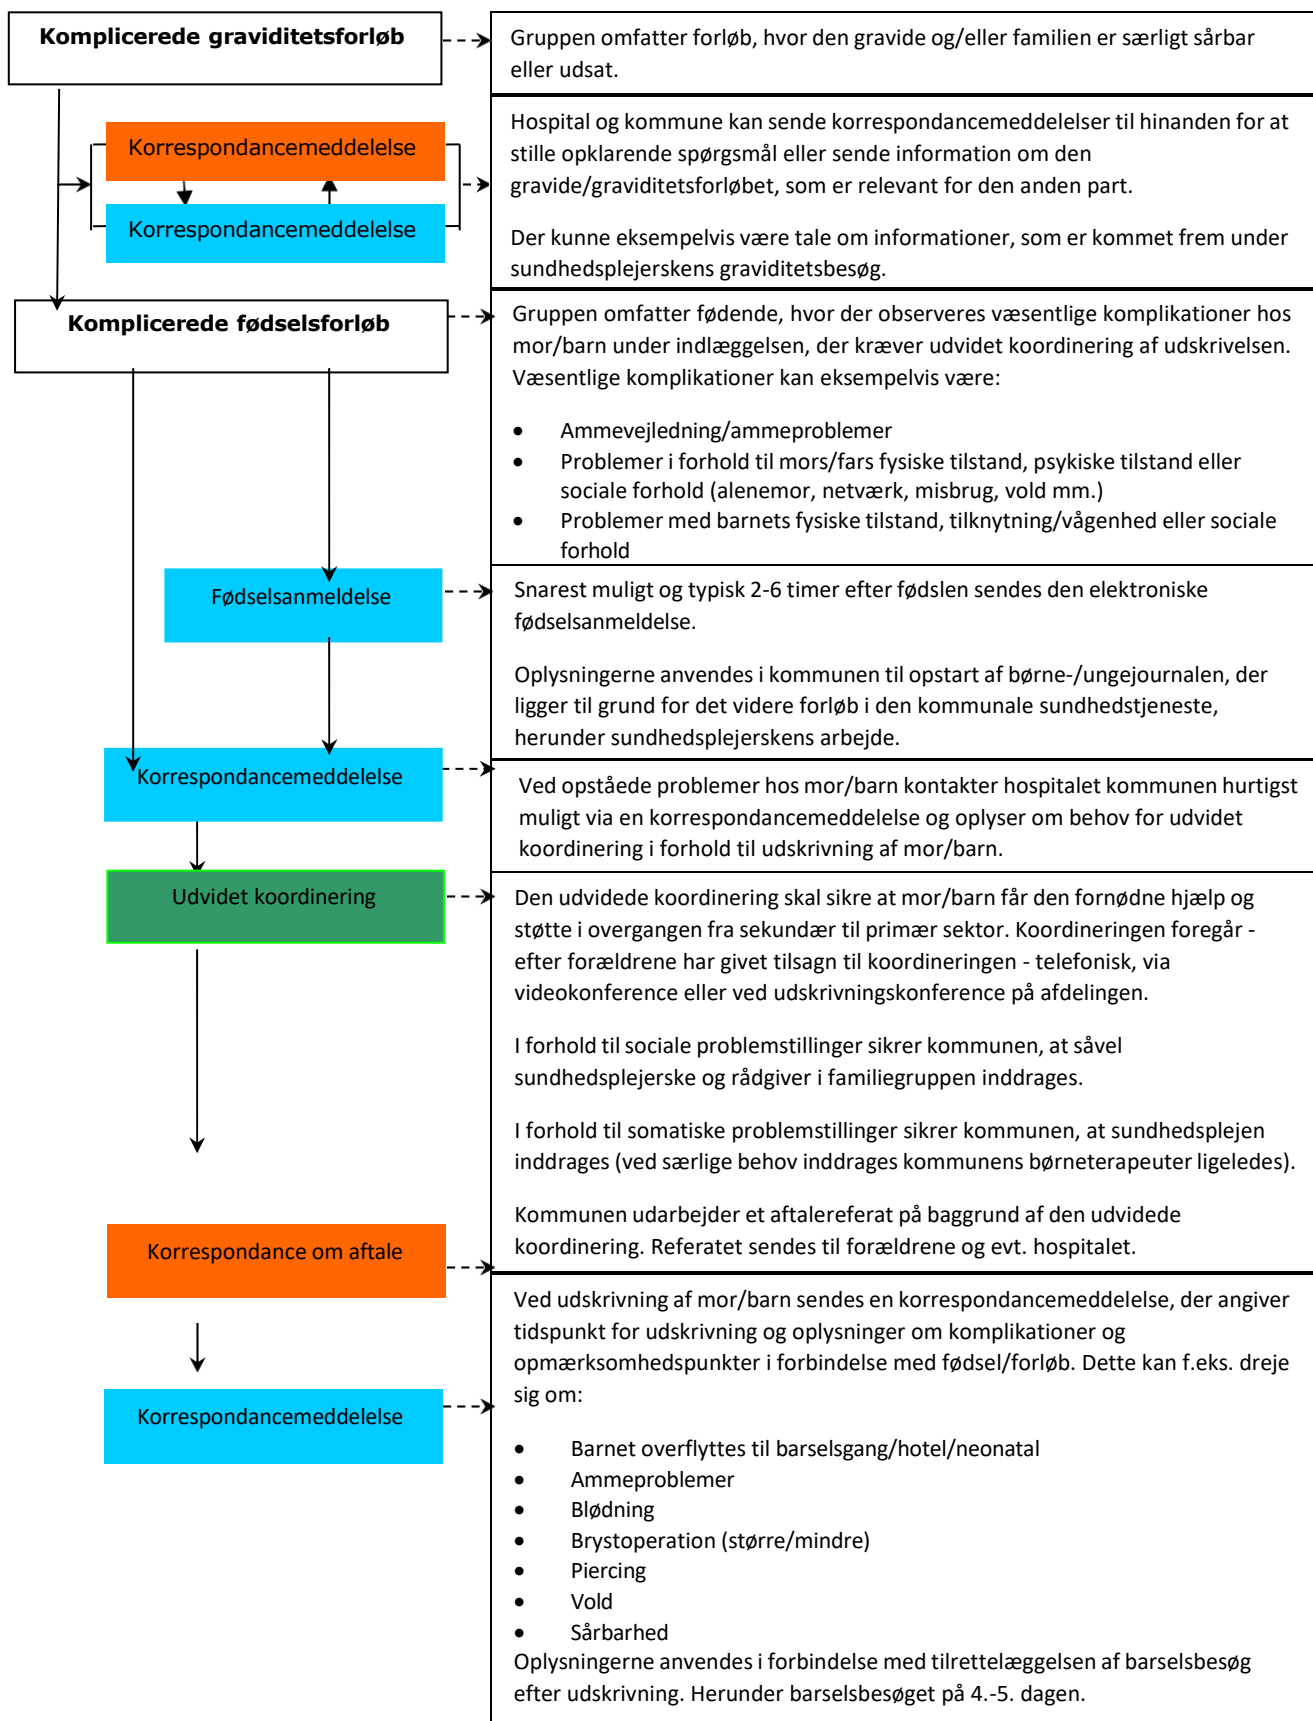 Komplicerede graviditetsforløb
Gruppen omfatter forløb, hvor den gravide og/eller familien er særligt sårbar
eller udsat.
Korrespondancemeddelelse
Korrespondancemeddelelse
Hospital og kommune kan sende korrespondancemeddelelser til hinanden for at
stille opklarende spørgsmål eller sende information om den
gravide/graviditetsforløbet, som er relevant for den anden part.
Der kunne eksempelvis være tale om informationer, som er kommet frem under
sundhedsplejerskens graviditetsbesøg.
Komplicerede fødselsforløb
Gruppen omfatter fødende, hvor der observeres væsentlige komplikationer hos
mor/barn under indlæggelsen, der kræver udvidet koordinering af udskrivelsen.
Væsentlige komplikationer kan eksempelvis være:
• Ammevejledning/ammeproblemer
• Problemer i forhold til mors/fars fysiske tilstand, psykiske tilstand eller
sociale forhold (alenemor, netværk, misbrug, vold mm.)
• Problemer med barnets fysiske tilstand, tilknytning/vågenhed eller sociale
forhold
Fødselsanmeldelse
Snarest muligt og typisk 2-6 timer efter fødslen sendes den elektroniske
fødselsanmeldelse.
Oplysningerne anvendes i kommunen til opstart af børne-/ungejournalen, der
ligger til grund for det videre forløb i den kommunale sundhedstjeneste,
herunder sundhedsplejerskens arbejde.
Korrespondancemeddelelse
Ved opståede problemer hos mor/barn kontakter hospitalet kommunen hurtigst
muligt via en korrespondancemeddelelse og oplyser om behov for udvidet
koordinering i forhold til udskrivning af mor/barn.
Udvidet koordinering
Den udvidede koordinering skal sikre at mor/barn får den fornødne hjælp og
støtte i overgangen fra sekundær til primær sektor. Koordineringen foregår -
efter forældrene har givet tilsagn til koordineringen - telefonisk, via
videokonference eller ved udskrivningskonference på afdelingen.
I forhold til sociale problemstillinger sikrer kommunen, at såvel
sundhedsplejerske og rådgiver i familiegruppen inddrages.
I forhold til somatiske problemstillinger sikrer kommunen, at sundhedsplejen
inddrages (ved særlige behov inddrages kommunens børneterapeuter ligeledes).
Kommunen udarbejder et aftalereferat på baggrund af den udvidede
koordinering. Referatet sendes til forældrene og evt. hospitalet.
Korrespondance om aftale
Korrespondancemeddelelse
Ved udskrivning af mor/barn sendes en korrespondancemeddelelse, der angiver
tidspunkt for udskrivning og oplysninger om komplikationer og
opmærksomhedspunkter i forbindelse med fødsel/forløb. Dette kan f.eks. dreje
sig om:
• Barnet overflyttes til barselsgang/hotel/neonatal
• Ammeproblemer
• Blødning
• Brystoperation (større/mindre)
• Piercing
• Vold
• Sårbarhed
Oplysningerne anvendes i forbindelse med tilrettelæggelsen af barselsbesøg
efter udskrivning. Herunder barselsbesøget på 4.-5. dagen.